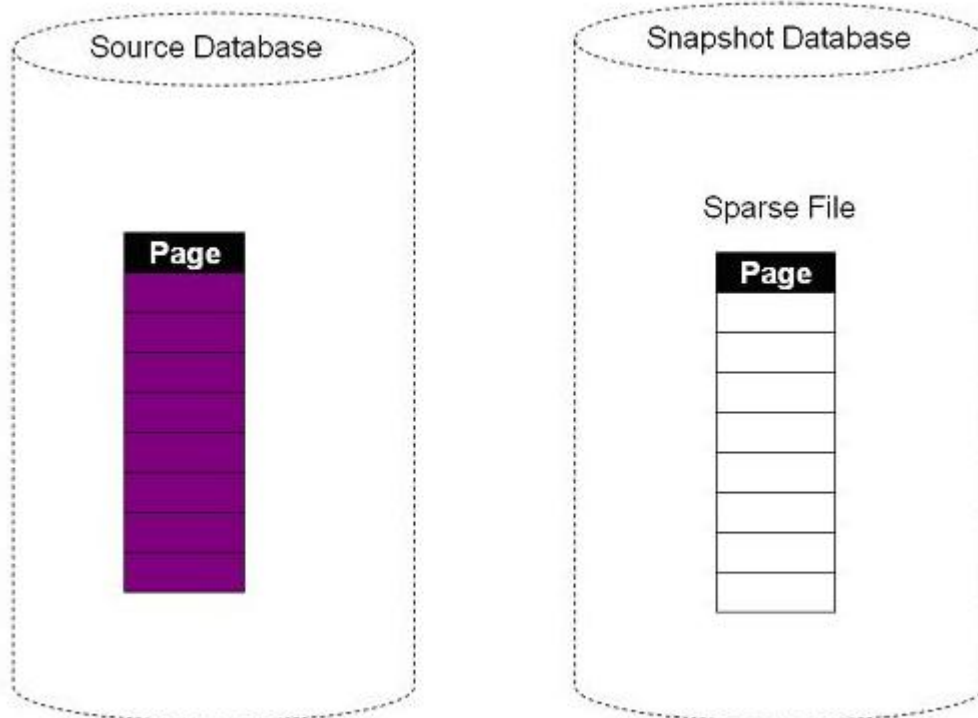 Source Database
Snapshot Database
Sparse File
Page
Page